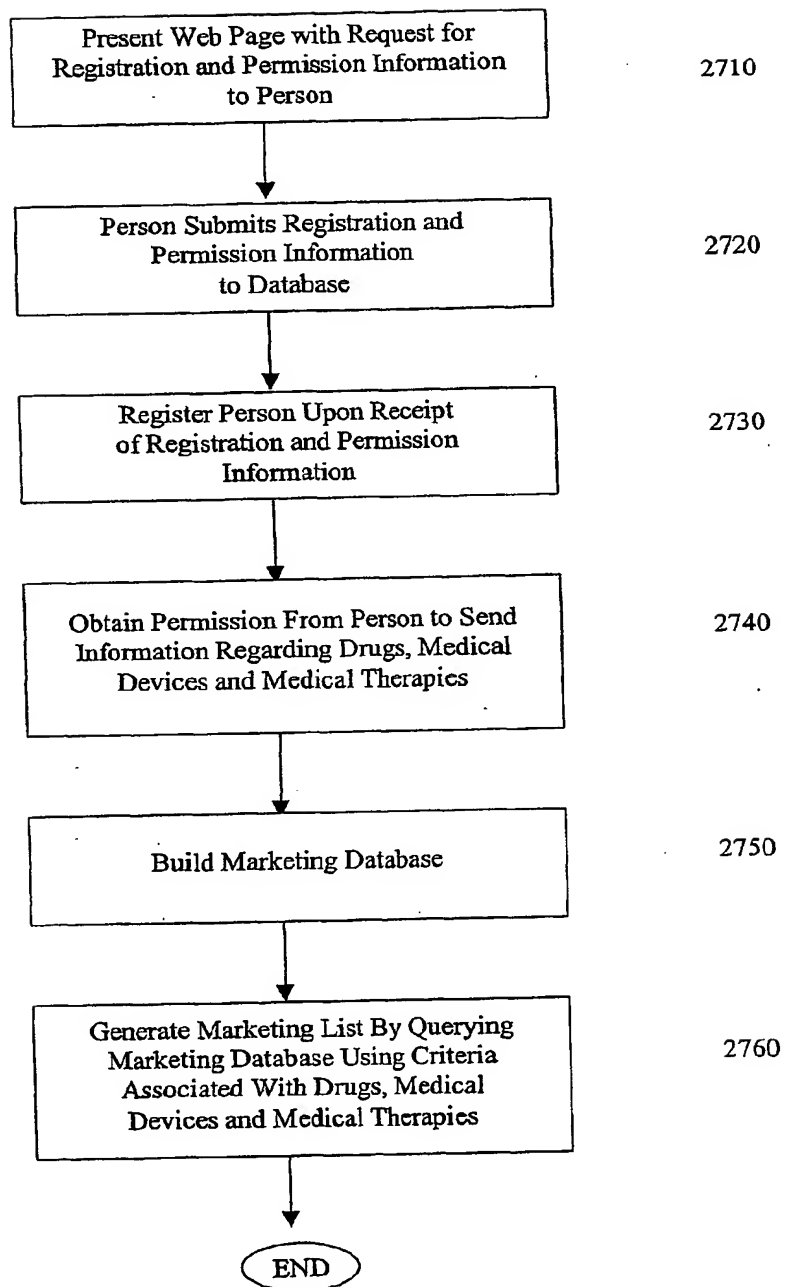 Present Web Page with Request for
Registration and Permission Information
to Person
2710
Person Submits Registration and
Permission Information
to Database
2720
Register Person Upon Receipt
of Registration and Permission
Information
2730
Obtain Permission From Person to Send
Information Regarding Drugs, Medical
Devices and Medical Therapies
2740
Build Marketing Database
2750
Generate Marketing List By Querying
Marketing Database Using Criteria
Associated With Drugs, Medical
Devices and Medical Therapies
2760
END